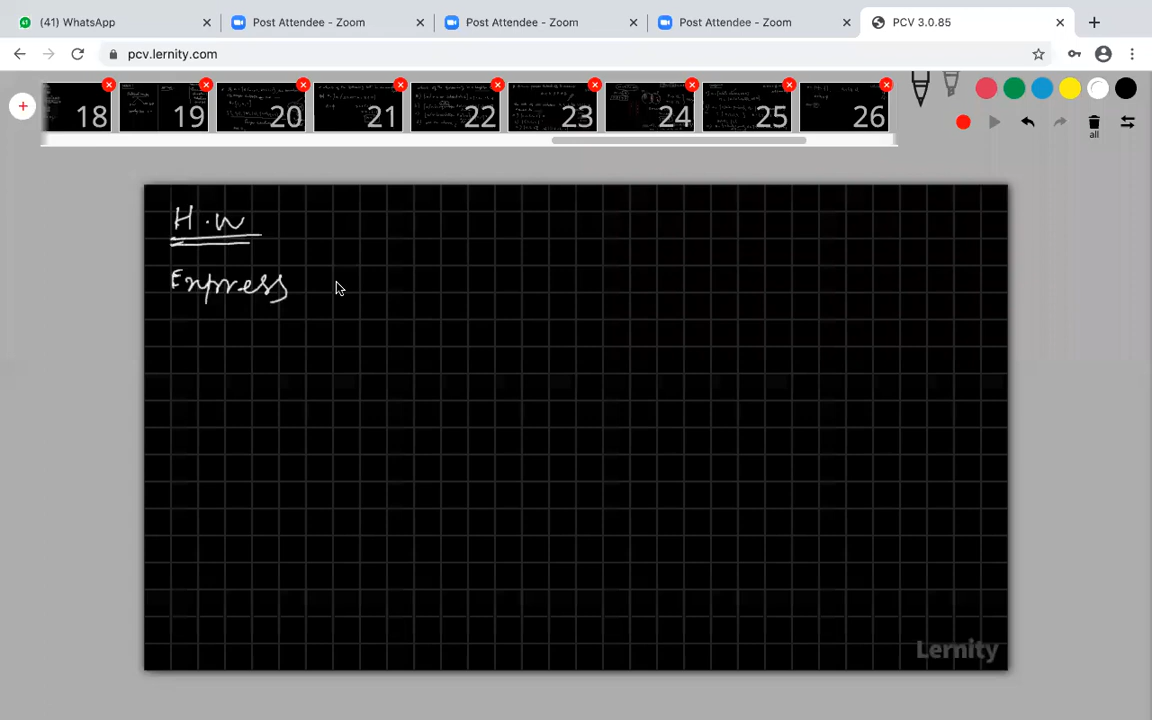 (41) WhatsApp
Post Attendee - Zoom
Post Attendee - Zoom
Post Attendee - Zoom
PCV 3.0.85
pcv.lernity.com
18 19 20 21 22 23 24 25 26
all
H.W
Express
Lernity